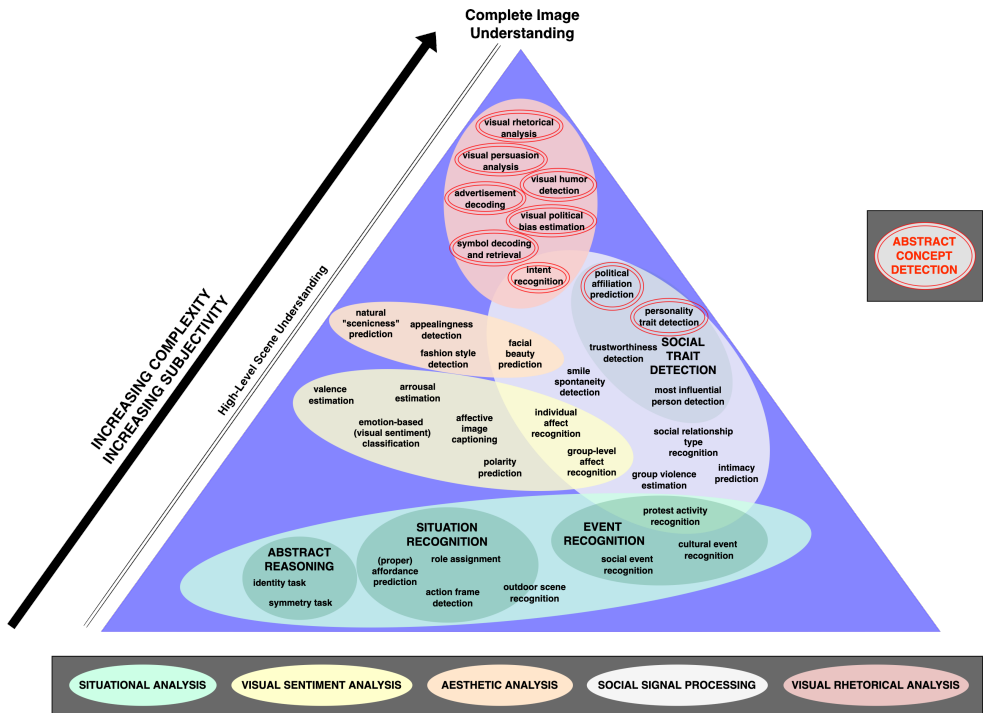 Complete Image
Understanding
INCREASING COMPLEXITY
INCREASING SUBJECTIVITY
High-Level Scene Understanding
visual rhetorical
analysis
visual persuasion
analysis
visual humor
detection
advertisement
decoding
visual political
bias estimation
symbol decoding
and retrieval
intent
recognition
political
affiliation
prediction
personality
trait detection
ABSTRACT
CONCEPT
DETECTION
natural
"scenicness"
prediction
appealingness
detection
fashion style
detection
facial
beauty
prediction
trustworthiness
detection
SOCIAL
TRAIT
DETECTION
smile
spontaneity
detection
most influential
person detection
valence
estimation
arrousal
estimation
emotion-based
(visual sentiment)
classification
affective
image
captioning
individual
affect
recognition
polarity
prediction
group-level
affect
recognition
social relationship
type
recognition
group violence
estimation
intimacy
prediction
protest activity
recognition
SITUATION
RECOGNITION
EVENT
RECOGNITION
cultural event
recognition
social event
recognition
ABSTRACT
REASONING
identity task
symmetry task
(proper)
affordance
prediction
role assignment
action frame
detection
outdoor scene
recognition
SITUATIONAL ANALYSIS
VISUAL SENTIMENT ANALYSIS
AESTHETIC ANALYSIS
SOCIAL SIGNAL PROCESSING
VISUAL RHETORICAL ANALYSIS